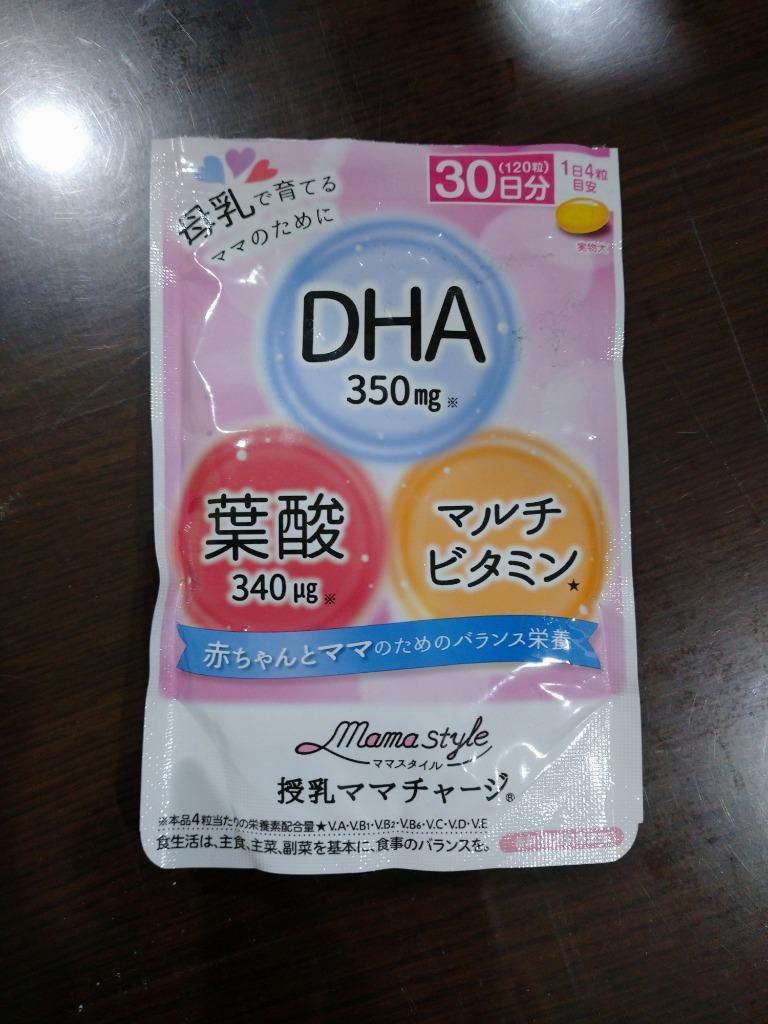 母乳で育てる
ママのために
30日分
(120粒)
1日4粒
目安
実物大
DHA
350mg※
葉酸
340μg※
マルチ
ビタミン★
赤ちゃんとママのためのバランス栄養
Mama style
ママスタイル
授乳ママチャージ®
※本品4粒当たりの栄養素配合量★V.A・V.B1・V.B2・V.B6・V.C・V.D・V.E
食生活は、主食、主菜、副菜を基本に、食事のバランスを。